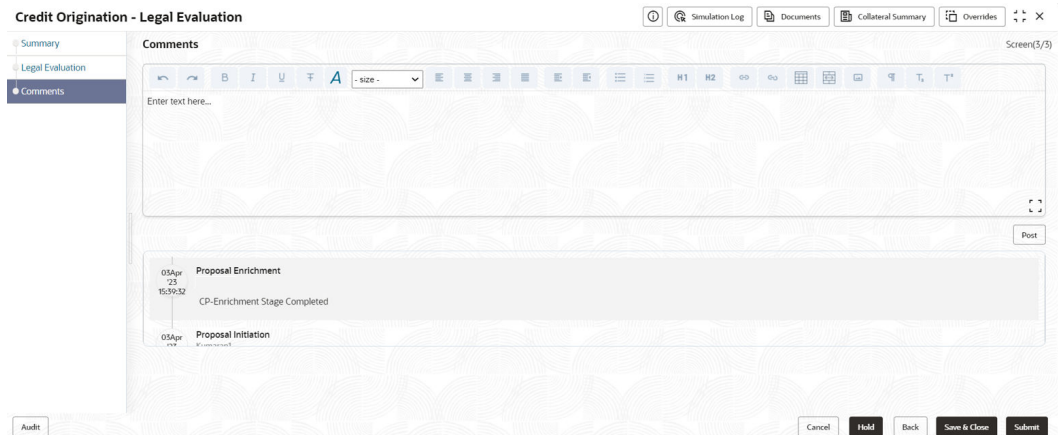 Credit Origination - Legal Evaluation
Simulation Log
Documents
Collateral Summary
Overrides
Summary
Legal Evaluation
Comments
Comments
Screen(3/3)
B I U T A - size - H1 H2
Enter text here...
Post
03Apr
'23
15:39:32
Proposal Enrichment
CP-Enrichment Stage Completed
03Apr
'23
Proposal Initiation
Kumaran1
Audit
Cancel
Hold
Back
Save & Close
Submit